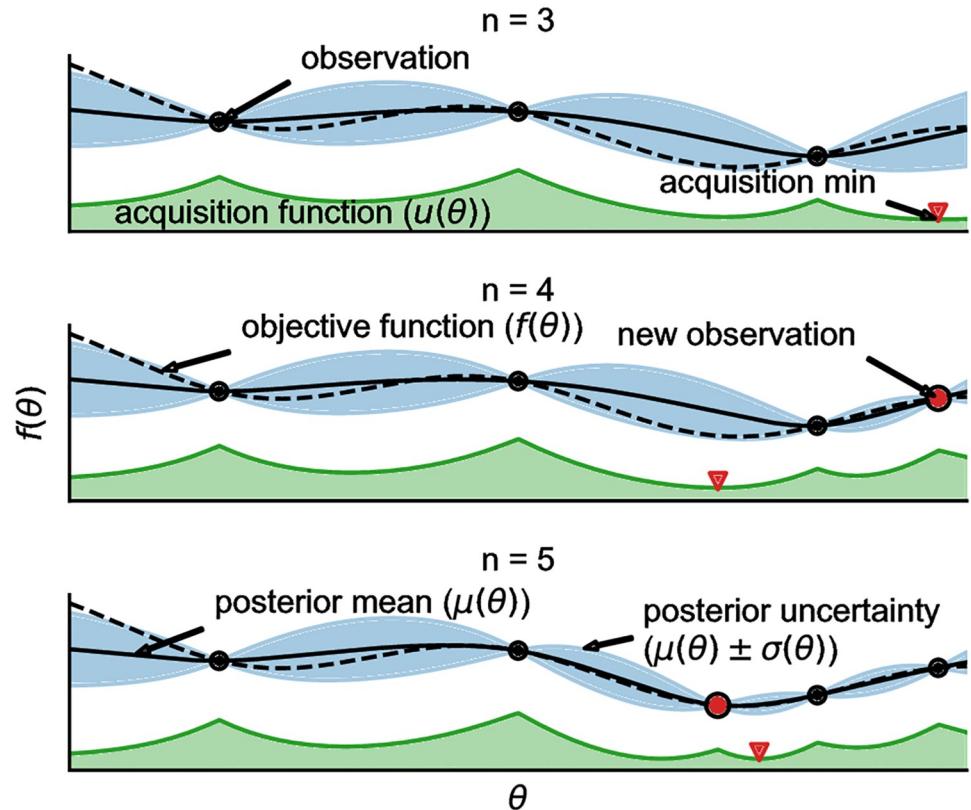 n = 3
observation
acquisition min
acquisition function (u(θ))
n = 4
objective function (f(θ))
new observation
f(θ)
n = 5
posterior mean (μ(θ))
posterior uncertainty
(μ(θ) ± σ(θ))
θ